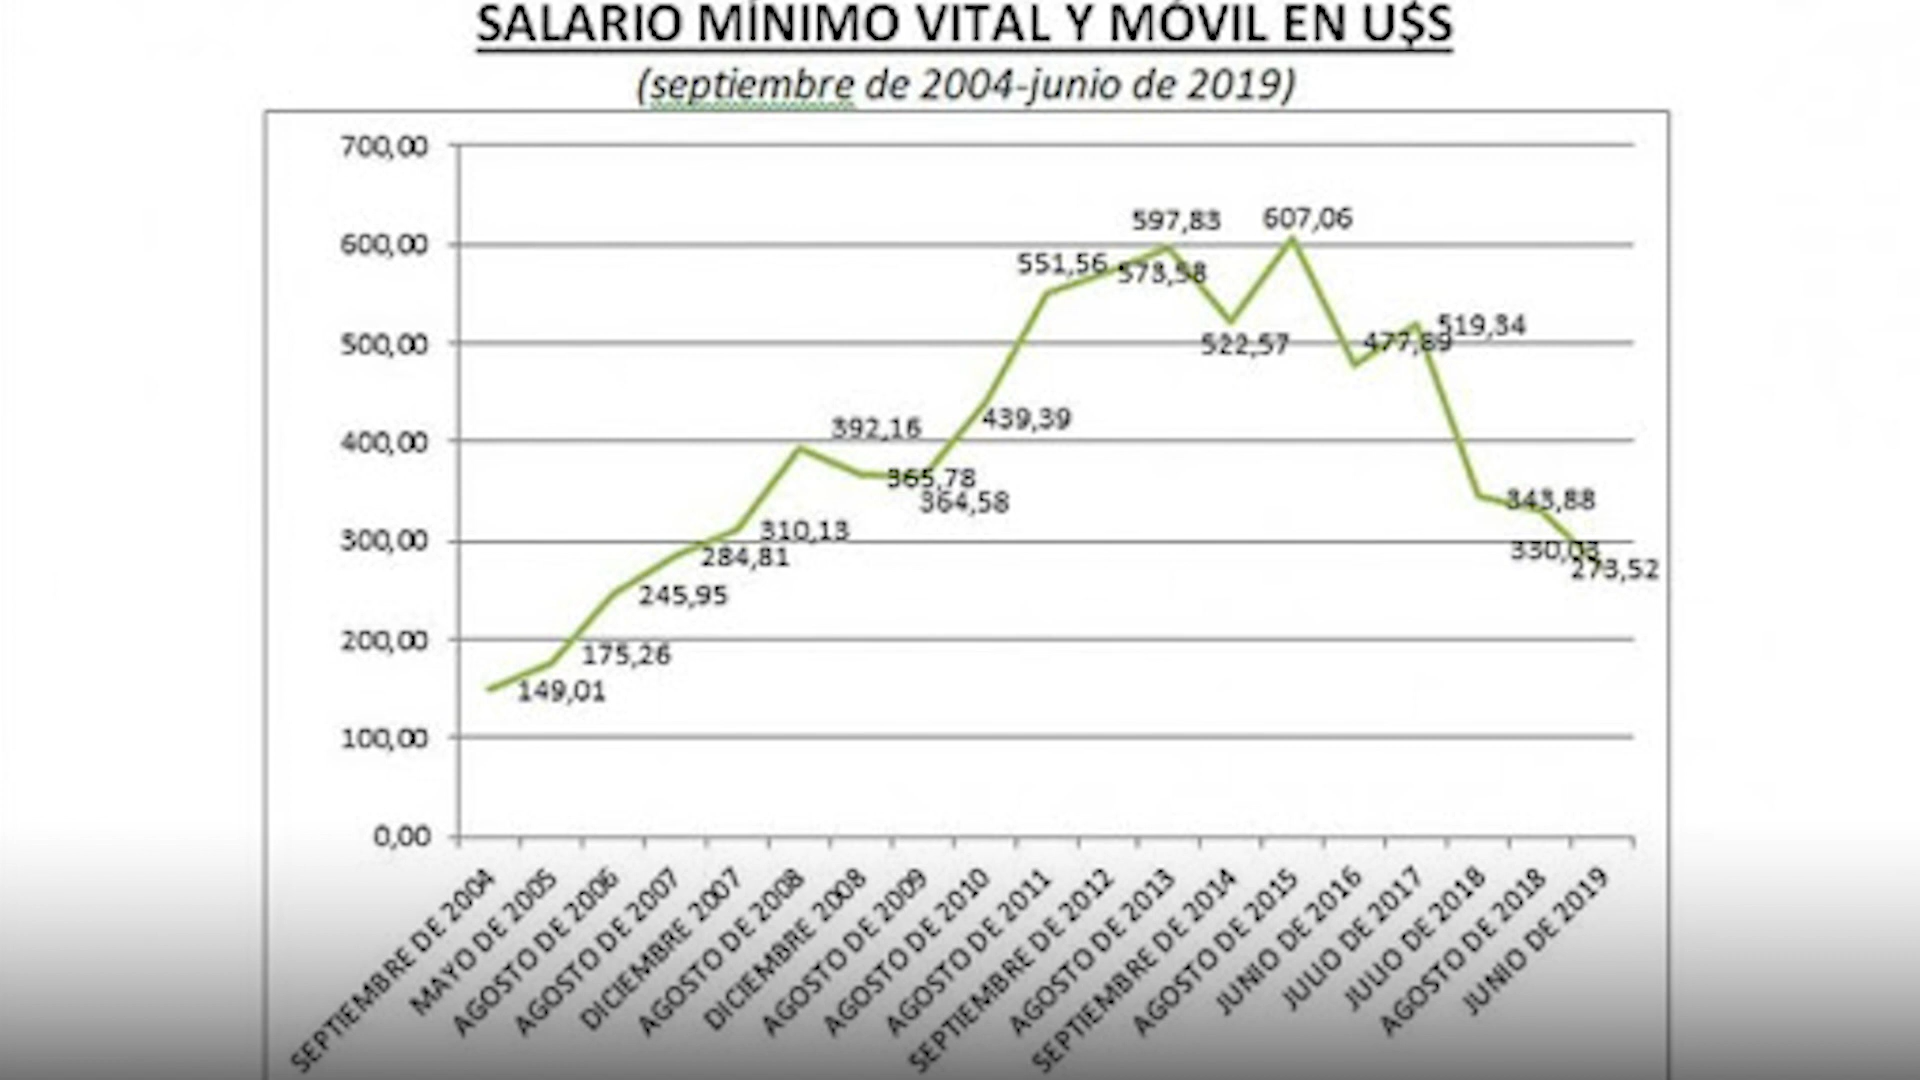 SALARIO MÍNIMO VITAL Y MÓVIL EN U$S
(septiembre de 2004-junio de 2019)
700,00
600,00
500,00
400,00
300,00
200,00
100,00
0,00
149,01
175,26
245,95
284,81
310,13
392,16
365,78
364,58
439,39
551,56
573,58
597,83
522,57
607,06
477,89
519,34
343,88
330,03
273,52
SEPTIEMBRE DE 2004
MAYO DE 2005
AGOSTO DE 2006
AGOSTO DE 2007
DICIEMBRE 2007
AGOSTO DE 2008
DICIEMBRE 2008
AGOSTO DE 2009
AGOSTO DE 2010
AGOSTO DE 2011
SEPTIEMBRE DE 2012
AGOSTO DE 2013
SEPTIEMBRE DE 2014
AGOSTO DE 2015
JUNIO DE 2016
JULIO DE 2017
JULIO DE 2018
AGOSTO DE 2018
JUNIO DE 2019